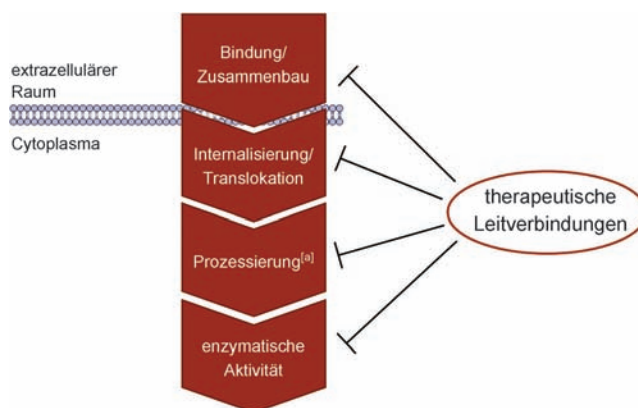 Bindung/
Zusammenbau
extrazellulärer
Raum
Cytoplasma
Internalisierung/
Translokation
therapeutische
Leitverbindungen
Prozessierung[a]
enzymatische
Aktivität